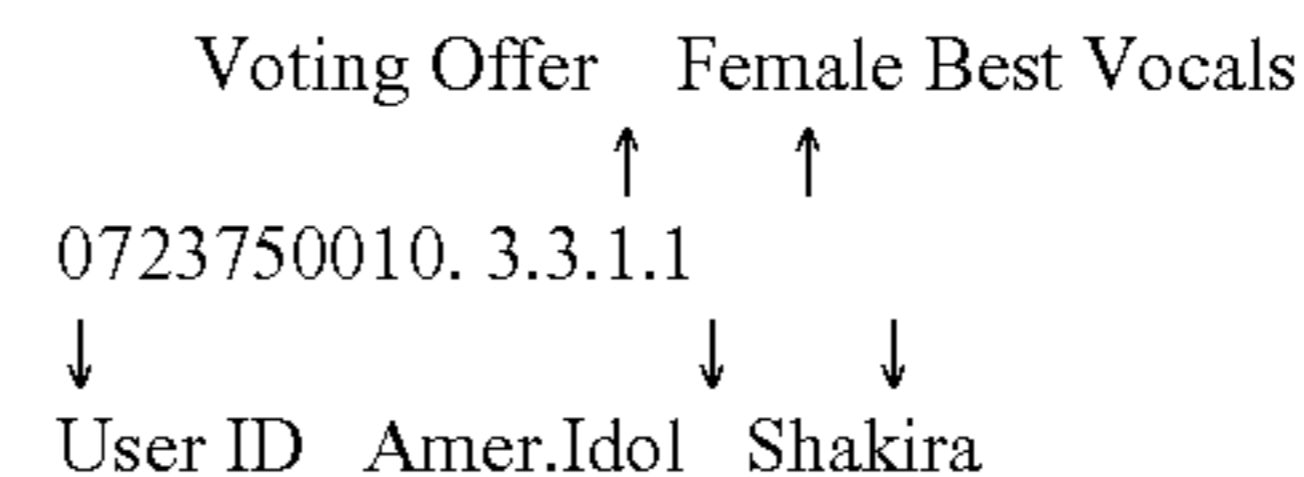 Voting Offer Female Best Vocals
↑ ↑
0723750010. 3.3.1.1
↓ ↓ ↓
User ID Amer.Idol Shakira